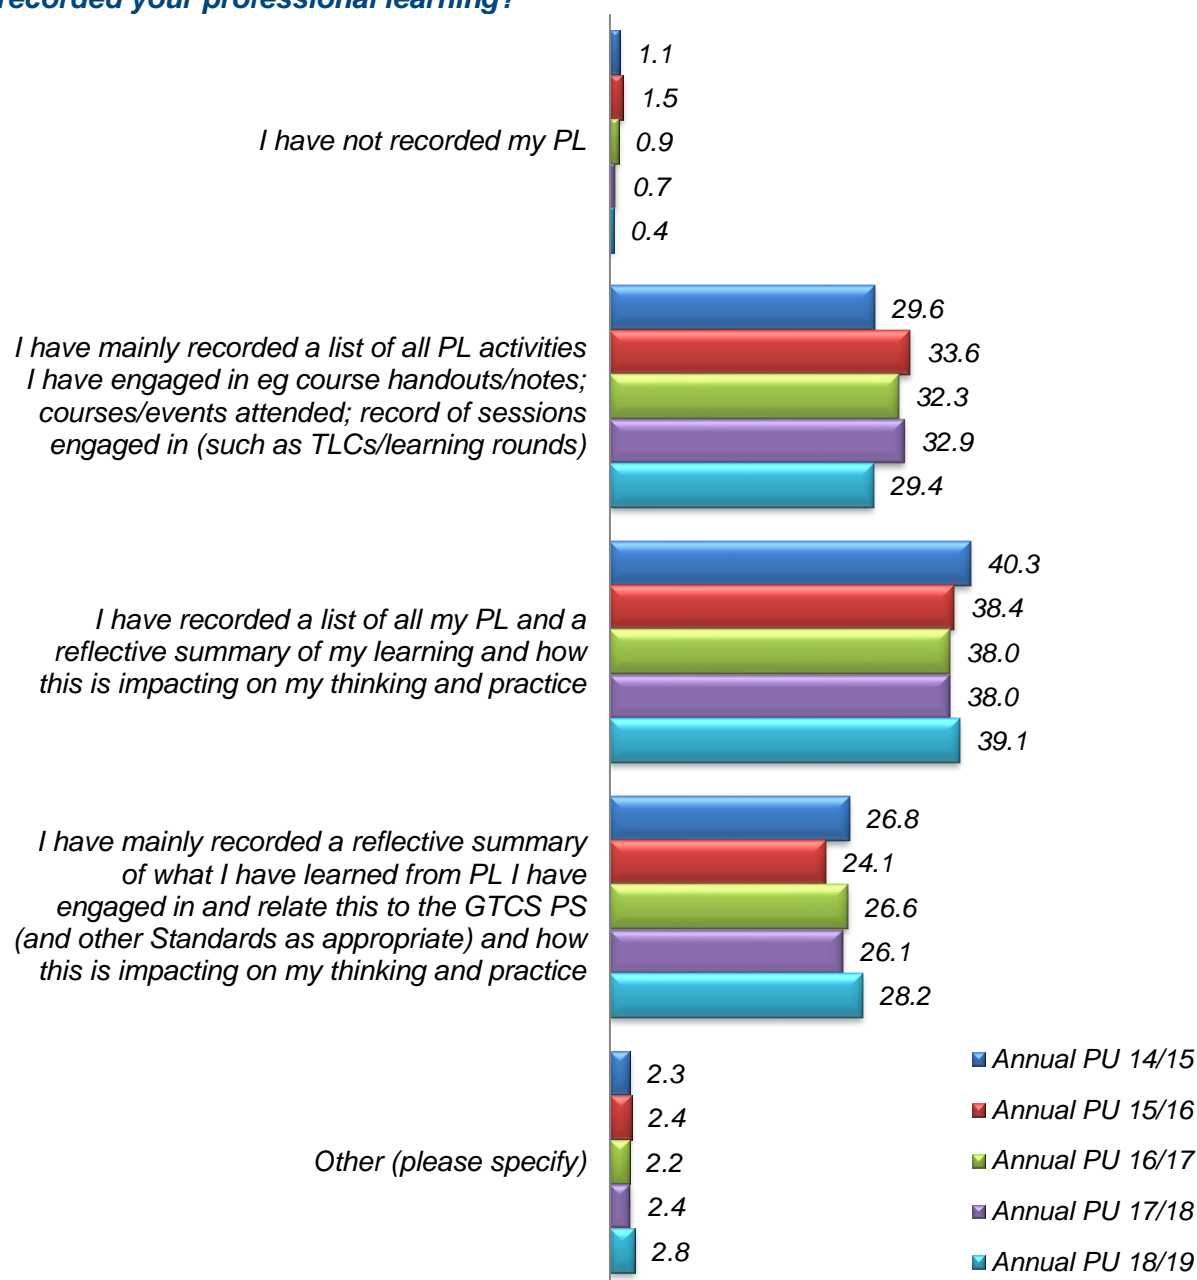 recorded your professional learning?
1.1
1.5
I have not recorded my PL
0.9
0.7
0.4
29.6
I have mainly recorded a list of all PL activities
I have engaged in eg course handouts/notes;
courses/events attended; record of sessions
engaged in (such as TLCs/learning rounds)
33.6
32.3
32.9
29.4
40.3
38.4
I have recorded a list of all my PL and a
reflective summary of my learning and how
this is impacting on my thinking and practice
38.0
38.0
39.1
26.8
I have mainly recorded a reflective summary
of what I have learned from PL I have
engaged in and relate this to the GTCS PS
(and other Standards as appropriate) and how
this is impacting on my thinking and practice
24.1
26.6
26.1
28.2
2.3
2.4
Other (please specify)
2.2
2.4
2.8
Annual PU 14/15
Annual PU 15/16
Annual PU 16/17
Annual PU 17/18
Annual PU 18/19